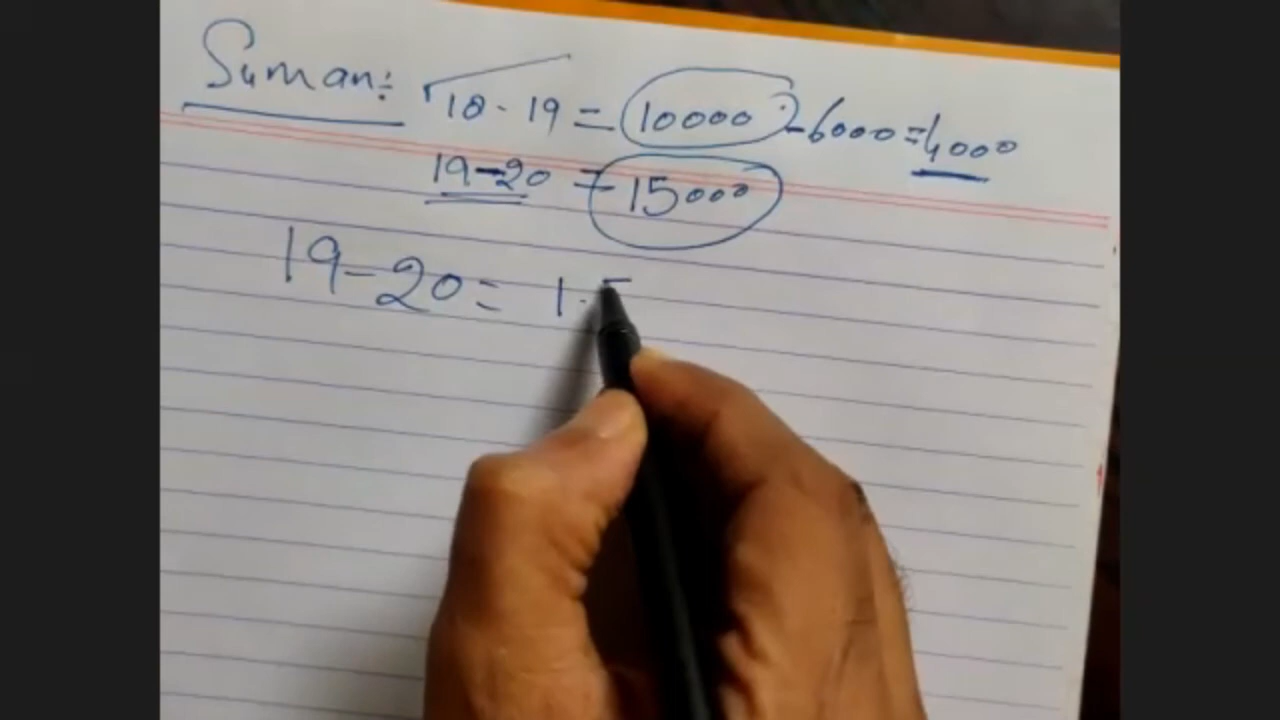 Suman:
18-19 = 10000 - 6000 = 4000
19-20 = 15000
19-20 = 1.5